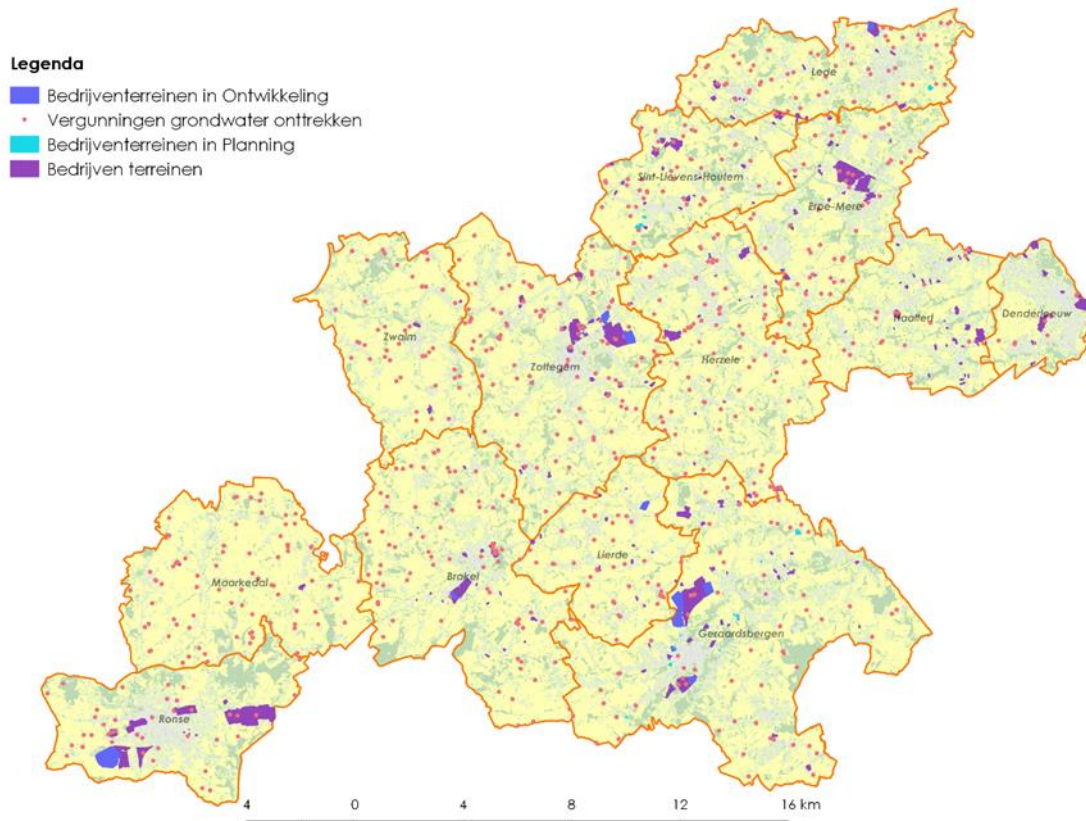 Legenda
Bedrijventerreinen in Ontwikkeling
Vergunningen grondwater onttrekken
Bedrijventerreinen in Planning
Bedrijven terreinen
Lede
Sint-Lievens-Houtem
Erpe-Mere
Haaltert
Denderleeuw
Zwalm
Zottegem
Herzele
Lierde
Maarkedal
Brakel
Geraardsbergen
Ronse
4 0 4 8 12 16 km